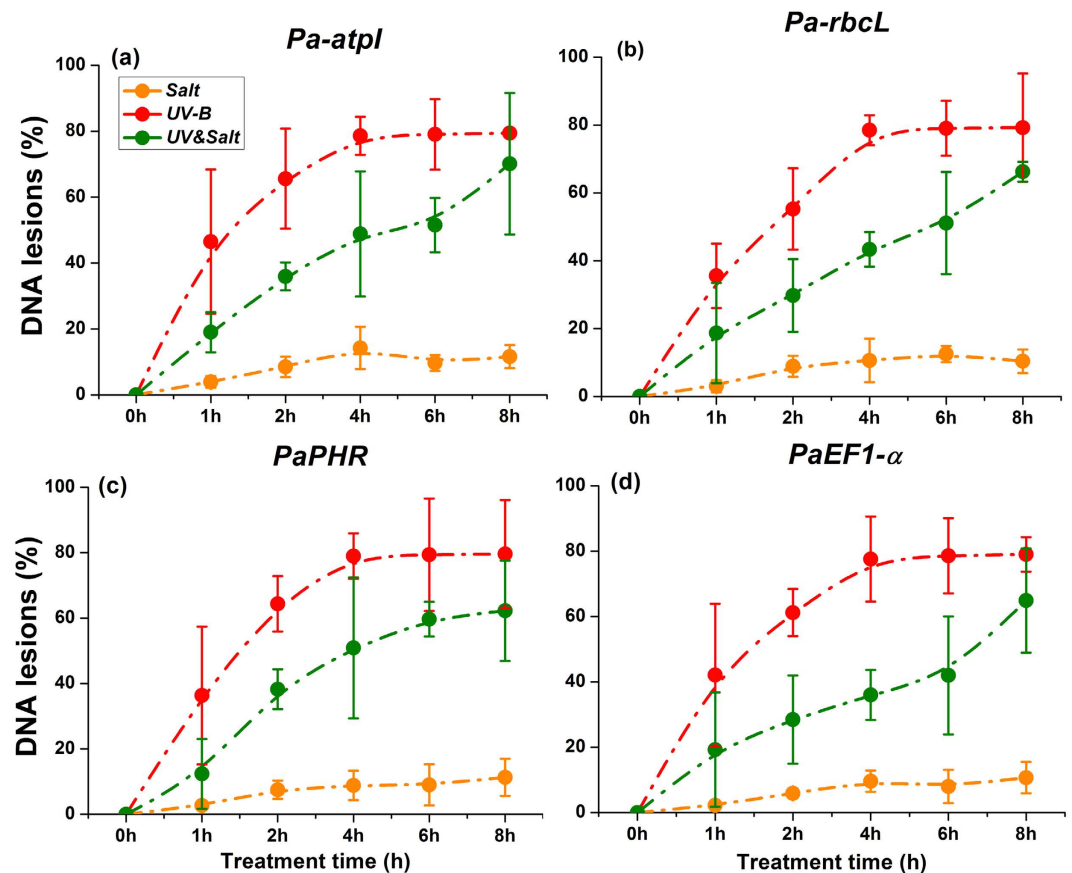 Pa-atpI
(a)
Salt
UV-B
UV&Salt
DNA lesions (%)
100
80
60
40
20
0
0h 1h 2h 4h 6h 8h
Pa-rbcL
(b)
100
80
60
40
20
0
0h 1h 2h 4h 6h 8h
PaPHR
(c)
DNA lesions (%)
100
80
60
40
20
0
0h 1h 2h 4h 6h 8h
Treatment time (h)
PaEF1-α
(d)
100
80
60
40
20
0
0h 1h 2h 4h 6h 8h
Treatment time (h)